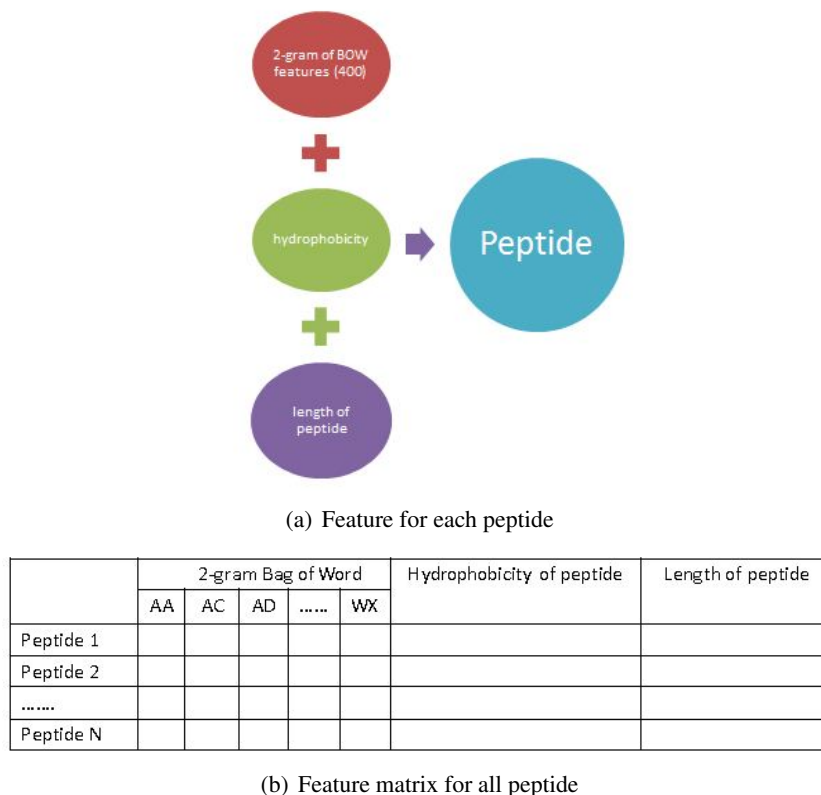 2-gram of BOW
features (400)
hydrophobicity
Peptide
length of
peptide
(a) Feature for each peptide
2-gram Bag of Word Hydrophobicity of peptide Length of peptide
AA AC AD ...... WX
Peptide 1
Peptide 2
.......
Peptide N
(b) Feature matrix for all peptide